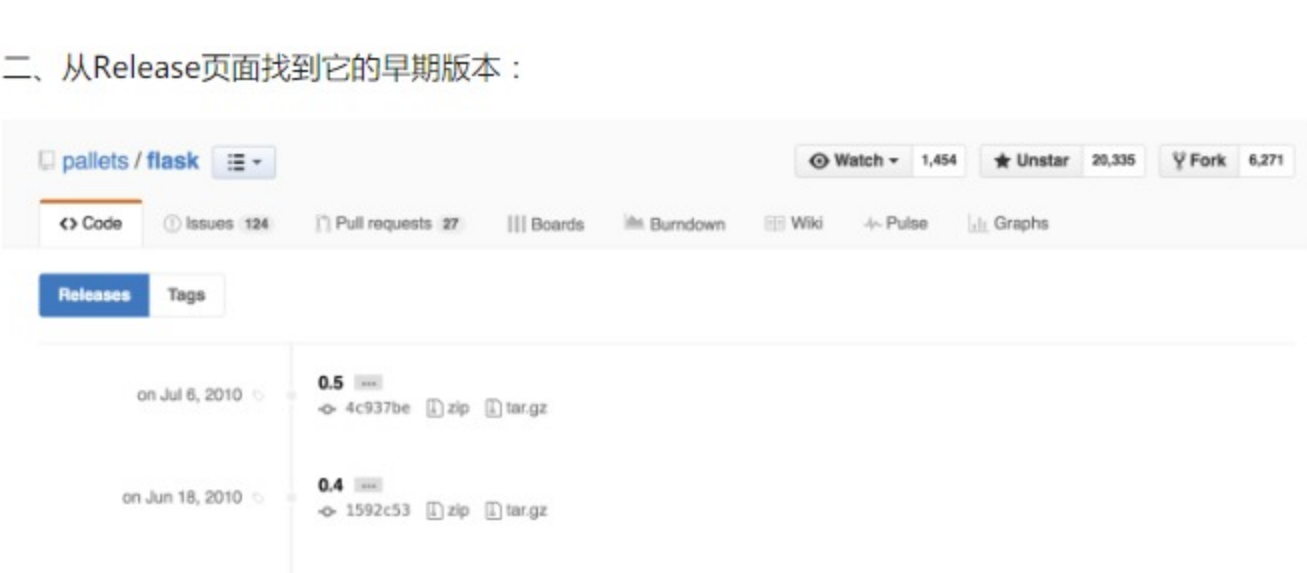 二、从Release页面找到它的早期版本：
pallets / flask Watch 1,454 Unstar 20,335 Fork 6,271
Code Issues 124 Pull requests 27 Boards Burndown Wiki Pulse Graphs
Releases Tags
0.5 ...
on Jul 6, 2010
4c937be zip tar.gz
0.4 ...
on Jun 18, 2010
1592c53 zip tar.gz